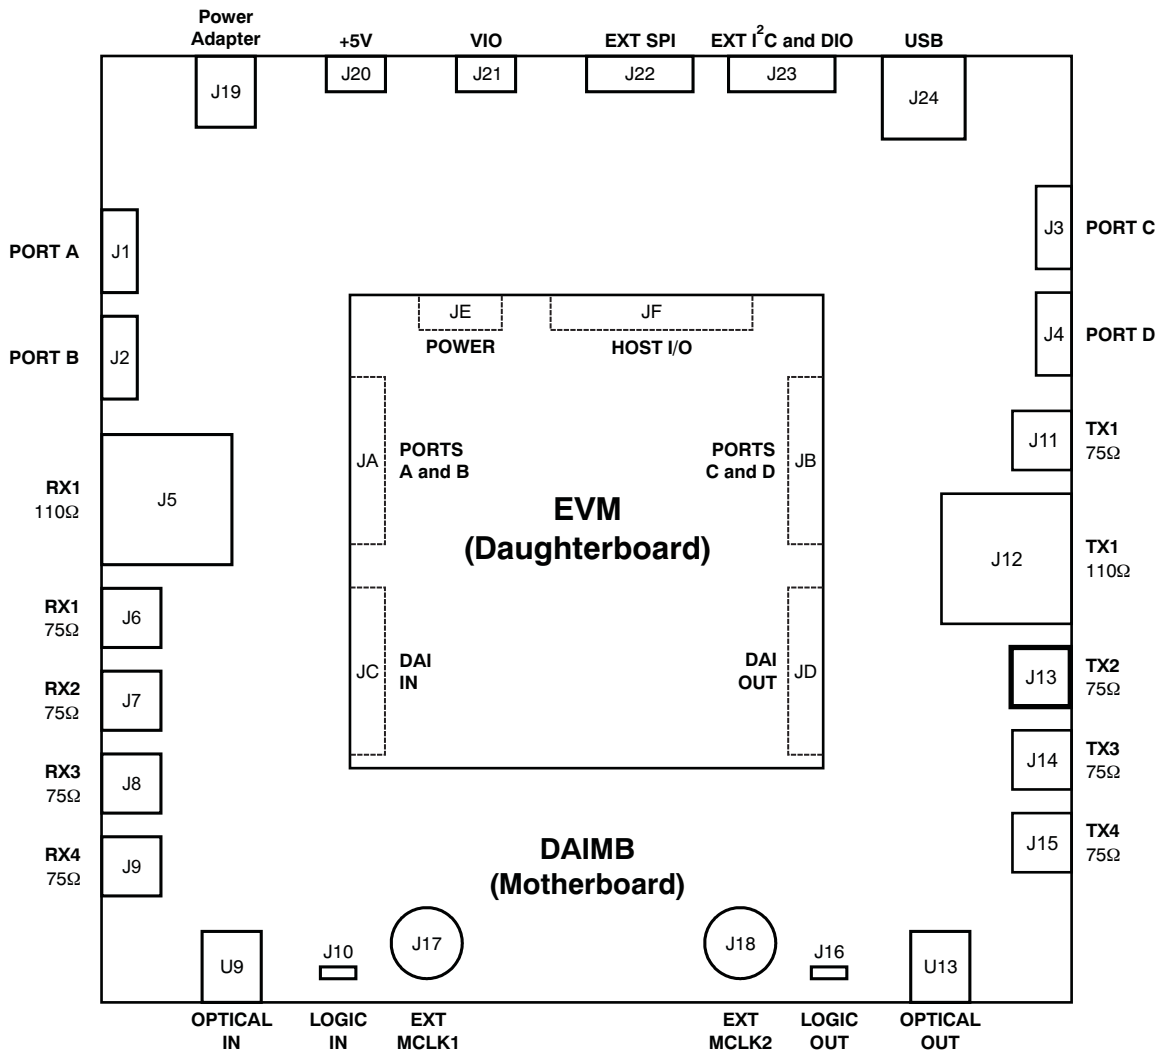 Power
Adapter
+5V
VIO
EXT SPI
EXT I²C and DIO
USB
J19
J20
J21
J22
J23
J24
PORT A
J1
J3
PORT C
PORT B
J2
J4
PORT D
JE
POWER
JF
HOST I/O
JA
PORTS
A and B
PORTS
C and D
JB
J11
TX1
75Ω
RX1
110Ω
J5
EVM
(Daughterboard)
J12
TX1
110Ω
RX1
75Ω
J6
JC
DAI
IN
DAI
OUT
JD
J13
TX2
75Ω
RX2
75Ω
J7
RX3
75Ω
J8
J14
TX3
75Ω
RX4
75Ω
J9
DAIMB
(Motherboard)
J15
TX4
75Ω
U9
J10
J17
J18
J16
U13
OPTICAL
IN
LOGIC
IN
EXT
MCLK1
EXT
MCLK2
LOGIC
OUT
OPTICAL
OUT